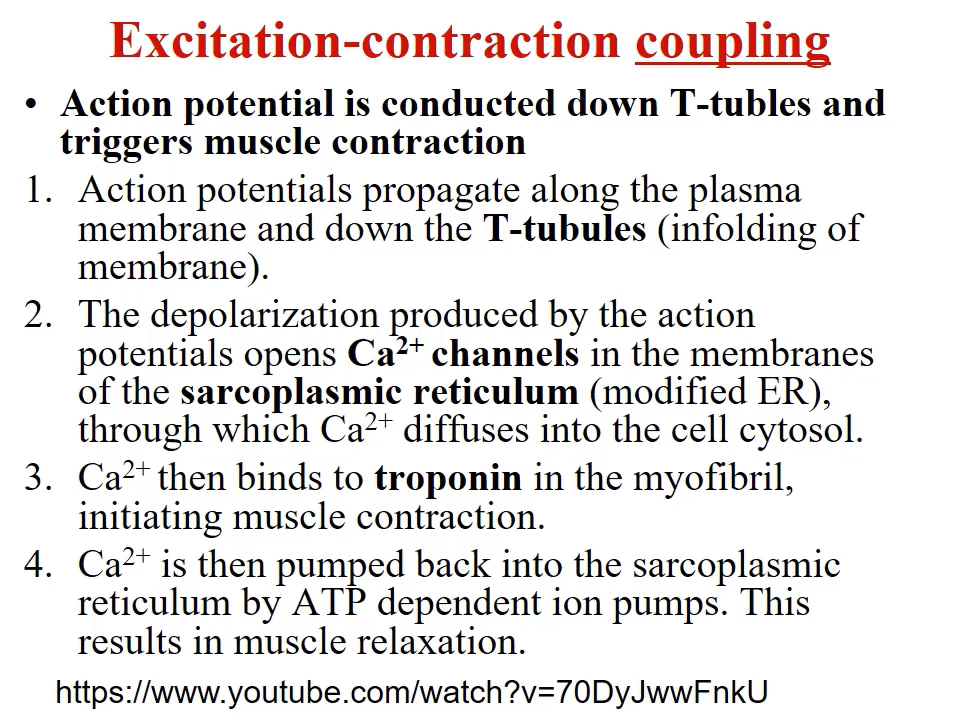 Excitation-contraction coupling
• Action potential is conducted down T-tubles and
triggers muscle contraction
1. Action potentials propagate along the plasma
membrane and down the T-tubules (infolding of
membrane).
2. The depolarization produced by the action
potentials opens Ca²⁺ channels in the membranes
of the sarcoplasmic reticulum (modified ER),
through which Ca²⁺ diffuses into the cell cytosol.
3. Ca²⁺ then binds to troponin in the myofibril,
initiating muscle contraction.
4. Ca²⁺ is then pumped back into the sarcoplasmic
reticulum by ATP dependent ion pumps. This
results in muscle relaxation.
https://www.youtube.com/watch?v=70DyJwwFnkU